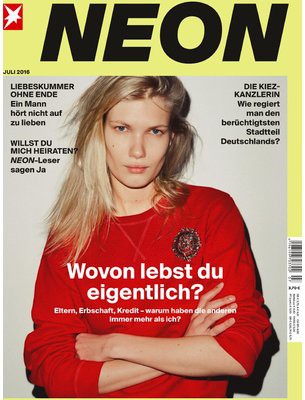 stern
NEON
JULI 2016
LIEBESKUMMER
OHNE ENDE
Ein Mann
hört nicht auf
zu lieben
WILLST DU
MICH HEIRATEN?
NEON-Leser
sagen Ja
DIE KIEZ-
KANZLERIN
Wie regiert
man den
berüchtigtsten
Stadtteil
Deutschlands?
Wovon lebst du
eigentlich?
Eltern, Erbschaft, Kredit – warum haben die anderen
immer mehr als ich?
3,70 €